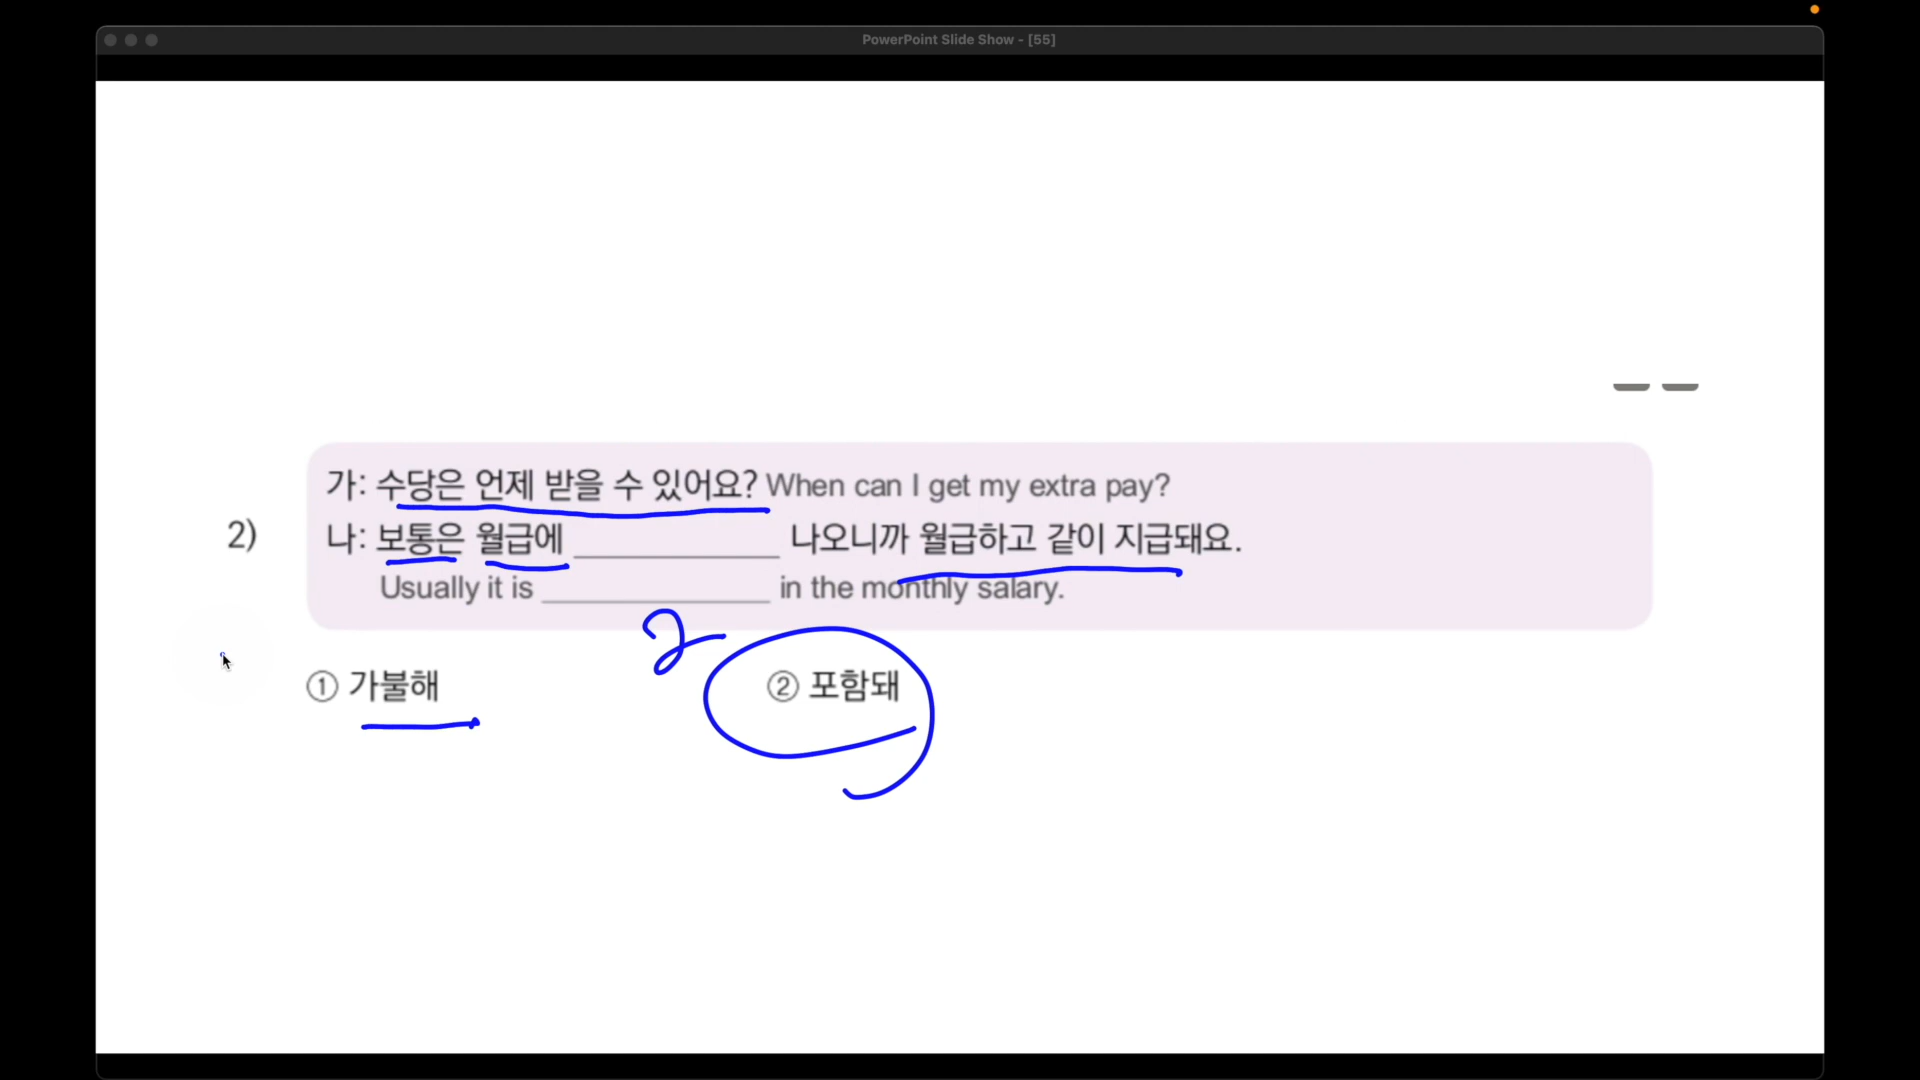 PowerPoint Slide Show - [55]
가: 수당은 언제 받을 수 있어요? When can I get my extra pay?
2)
나: 보통은 월급에 ____________ 나오니까 월급하고 같이 지급돼요.
Usually it is ______________ in the monthly salary.
2
① 가불해 ② 포함돼